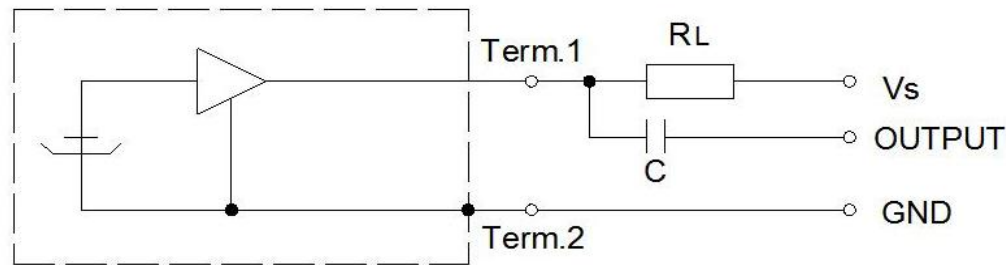 Term.1
RL
Vs
OUTPUT
C
GND
Term.2